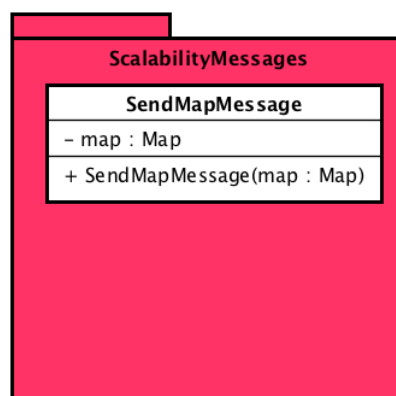 ScalabilityMessages
SendMapMessage
– map : Map
+ SendMapMessage(map : Map)